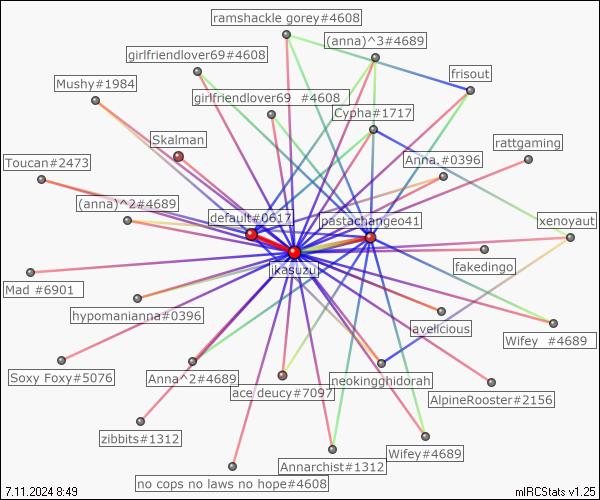 ramshackle gorey#4608
(anna)^3#4689
girlfriendlover69#4608
frisout
Mushy#1984
girlfriendlover69  #4608
Cypha#1717
Skalman
rattgaming
Toucan#2473
Anna.#0396
(anna)^2#4689
default#0617
pastachangeo41
xenoyaut
ikasuzu
fakedingo
Mad #6901
hypomanianna#0396
lavelicious
Wifey  #4689
Soxy Foxy#5076
Anna^2#4689
neokingghidorah
ace deucy#7097
AlpineRooster#2156
zibbits#1312
Wifey#4689
Annarchist#1312
no cops no laws no hope#4608
7.11.2024 8:49
mIRCStats v1.25